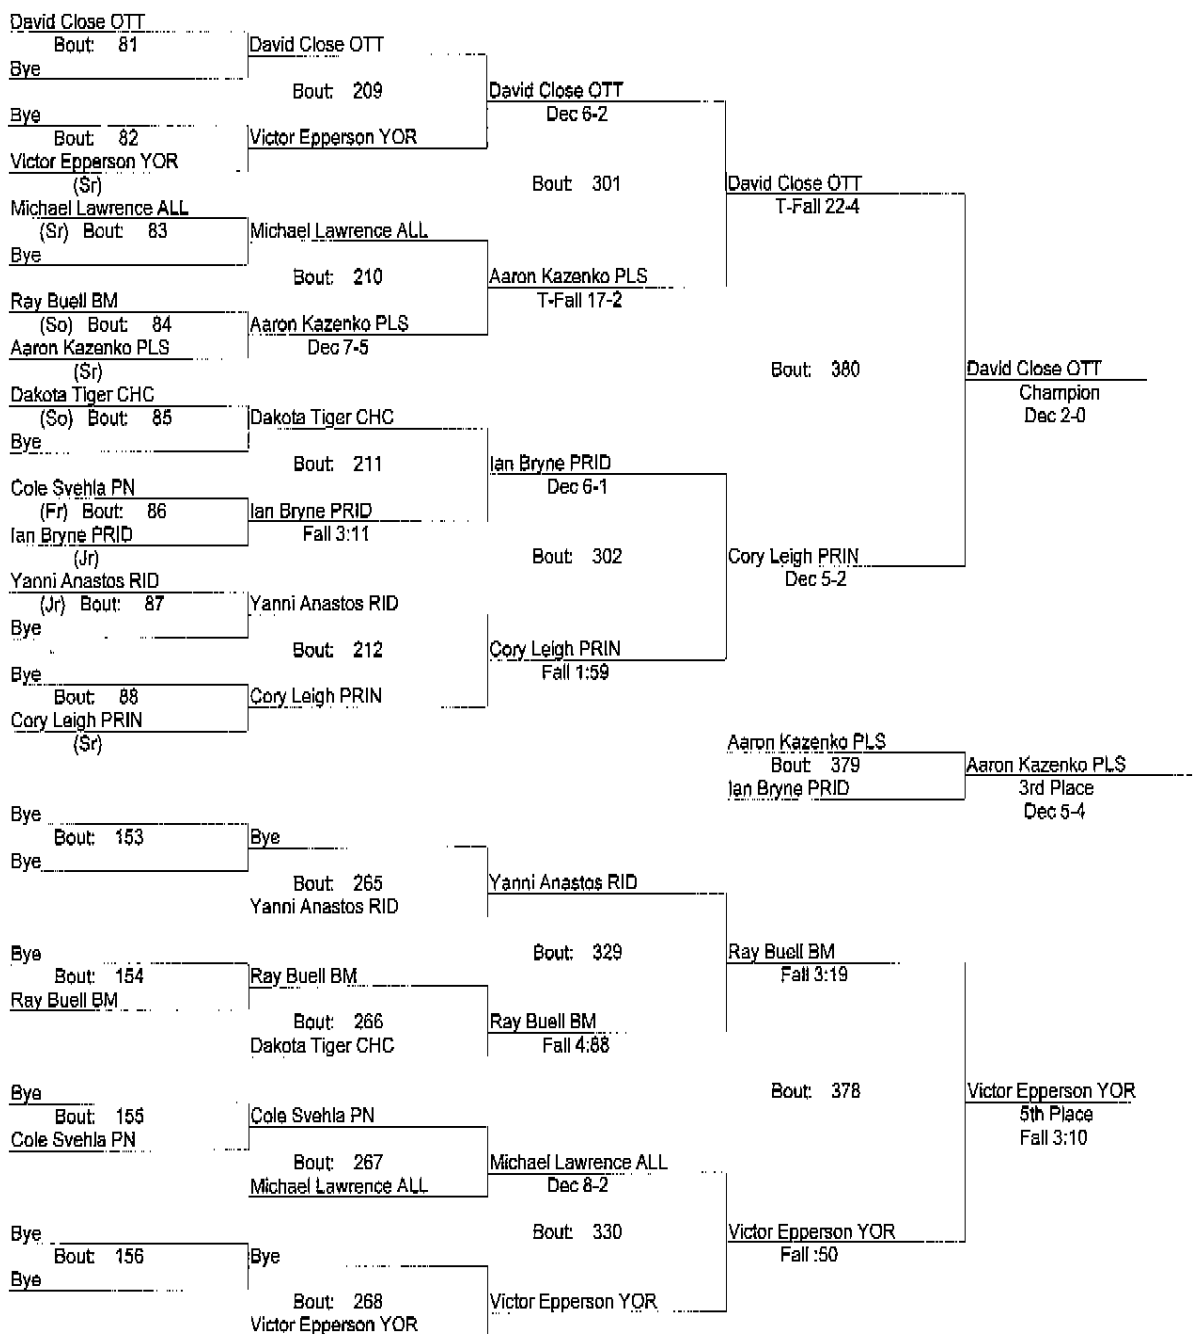 David Close OTT
Bout: 81
Bye
David Close OTT
Bout: 209
Bye
Bout: 82
Victor Epperson YOR
(Sr)
Victor Epperson YOR
David Close OTT
Dec 6-2
Bout: 301
Michael Lawrence ALL
(Sr) Bout: 83
Bye
Michael Lawrence ALL
Bout: 210
Ray Buell BM
(So) Bout: 84
Aaron Kazenko PLS
(Sr)
Aaron Kazenko PLS
Dec 7-5
Aaron Kazenko PLS
T-Fall 17-2
David Close OTT
T-Fall 22-4
Bout: 380
Dakota Tiger CHC
(So) Bout: 85
Bye
Dakota Tiger CHC
Bout: 211
Cole Svehla PN
(Fr) Bout: 86
Ian Bryne PRID
(Jr)
Ian Bryne PRID
Fall 3:11
Ian Bryne PRID
Dec 6-1
Bout: 302
Yanni Anastos RID
(Jr) Bout: 87
Bye
Yanni Anastos RID
Bout: 212
Bye
Bout: 88
Cory Leigh PRIN
(Sr)
Cory Leigh PRIN
Cory Leigh PRIN
Fall 1:59
Cory Leigh PRIN
Dec 5-2
David Close OTT
Champion
Dec 2-0
Aaron Kazenko PLS
Bout: 379
Ian Bryne PRID
Aaron Kazenko PLS
3rd Place
Dec 5-4
Bye
Bout: 153
Bye
Bye
Bout: 265
Yanni Anastos RID
Yanni Anastos RID
Bout: 329
Bye
Bout: 154
Ray Buell BM
Ray Buell BM
Bout: 266
Dakota Tiger CHC
Ray Buell BM
Fall 4:88
Ray Buell BM
Fall 3:19
Bout: 378
Bye
Bout: 155
Cole Svehla PN
Cole Svehla PN
Bout: 267
Michael Lawrence ALL
Michael Lawrence ALL
Dec 8-2
Bout: 330
Bye
Bout: 156
Bye
Bye
Bout: 268
Victor Epperson YOR
Victor Epperson YOR
Victor Epperson YOR
Fall :50
Victor Epperson YOR
5th Place
Fall 3:10